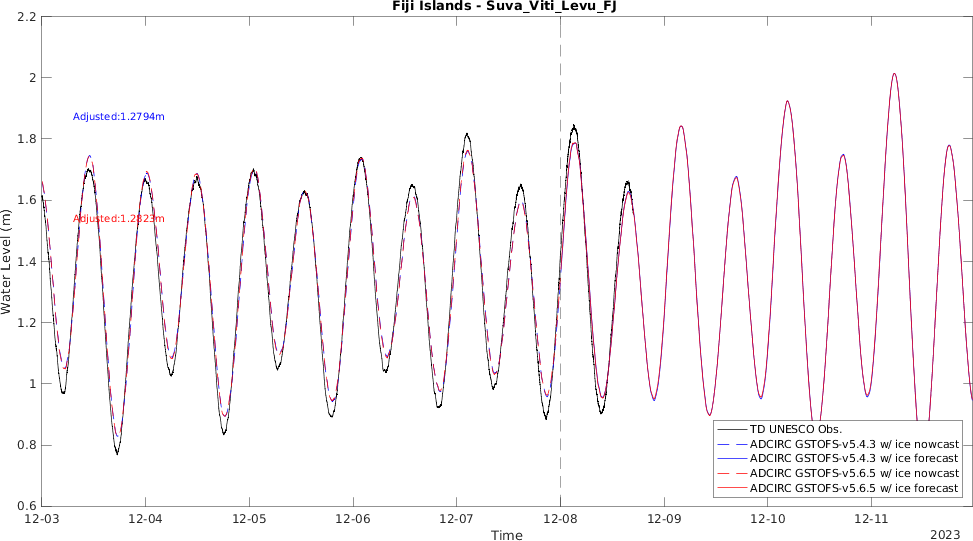 Fiji Islands - Suva_Viti_Levu_FJ
2.2
2
1.8
1.6
1.4
1.2
1
0.8
0.6
Water Level (m)
Adjusted:1.2794m
Adjusted:1.2823m
TD UNESCO Obs.
ADCIRC GSTOFS-v5.4.3 w/ ice nowcast
ADCIRC GSTOFS-v5.4.3 w/ ice forecast
ADCIRC GSTOFS-v5.6.5 w/ ice nowcast
ADCIRC GSTOFS-v5.6.5 w/ ice forecast
12-03 12-04 12-05 12-06 12-07 12-08 12-09 12-10 12-11
Time
2023